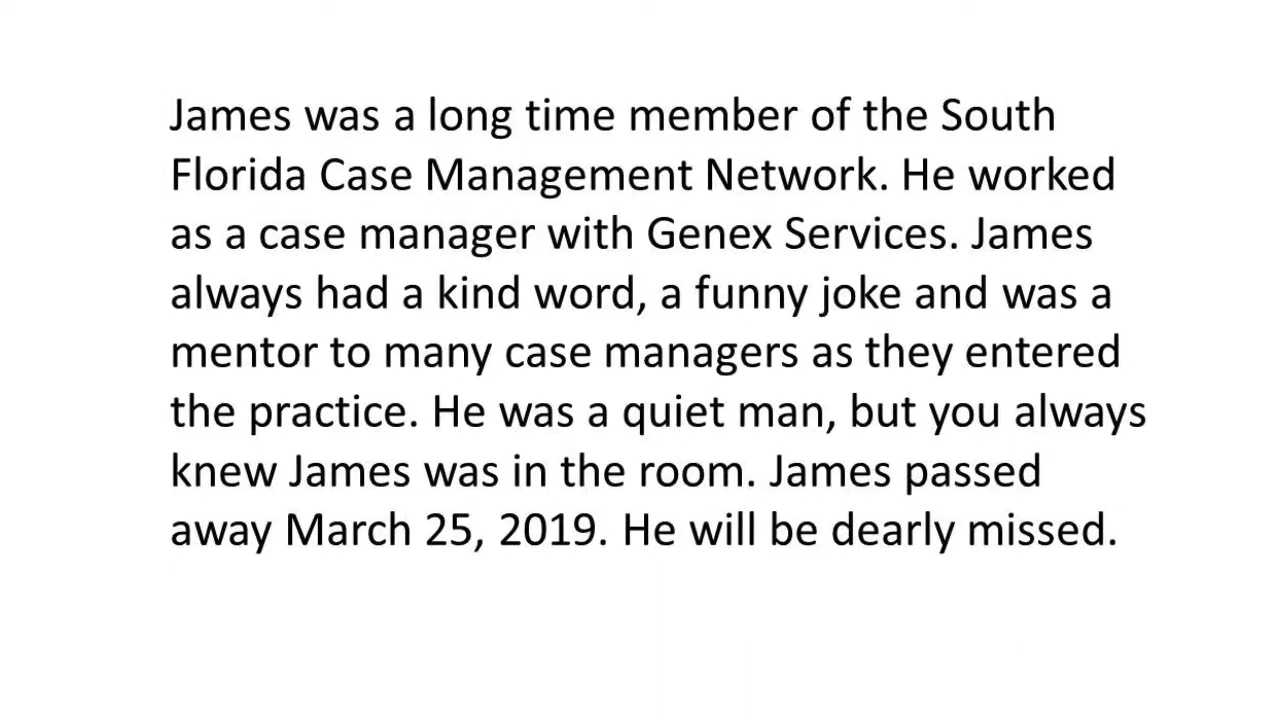 James was a long time member of the South
Florida Case Management Network. He worked
as a case manager with Genex Services. James
always had a kind word, a funny joke and was a
mentor to many case managers as they entered
the practice. He was a quiet man, but you always
knew James was in the room. James passed
away March 25, 2019. He will be dearly missed.